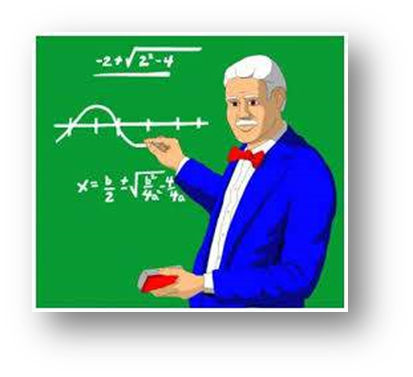 -2+√2²-4
x = b/2 ± √b²/4a - 4/4a